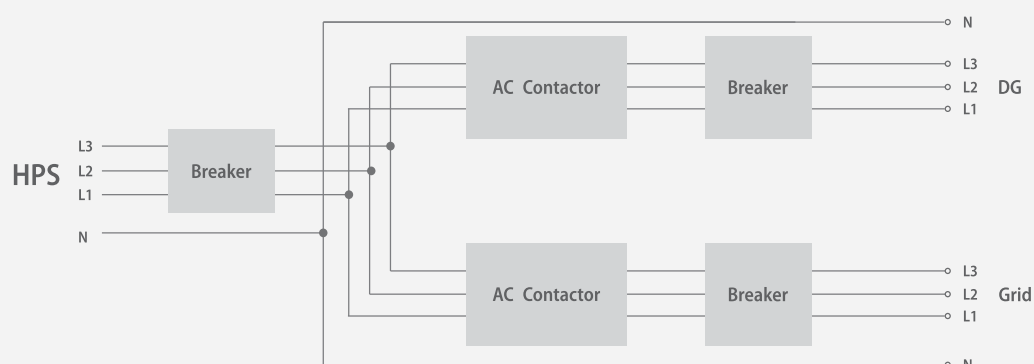 N
L3
AC Contactor
Breaker
L2
DG
L1
L3
HPS
L2
Breaker
L1
N
L3
AC Contactor
Breaker
L2
Grid
L1
N